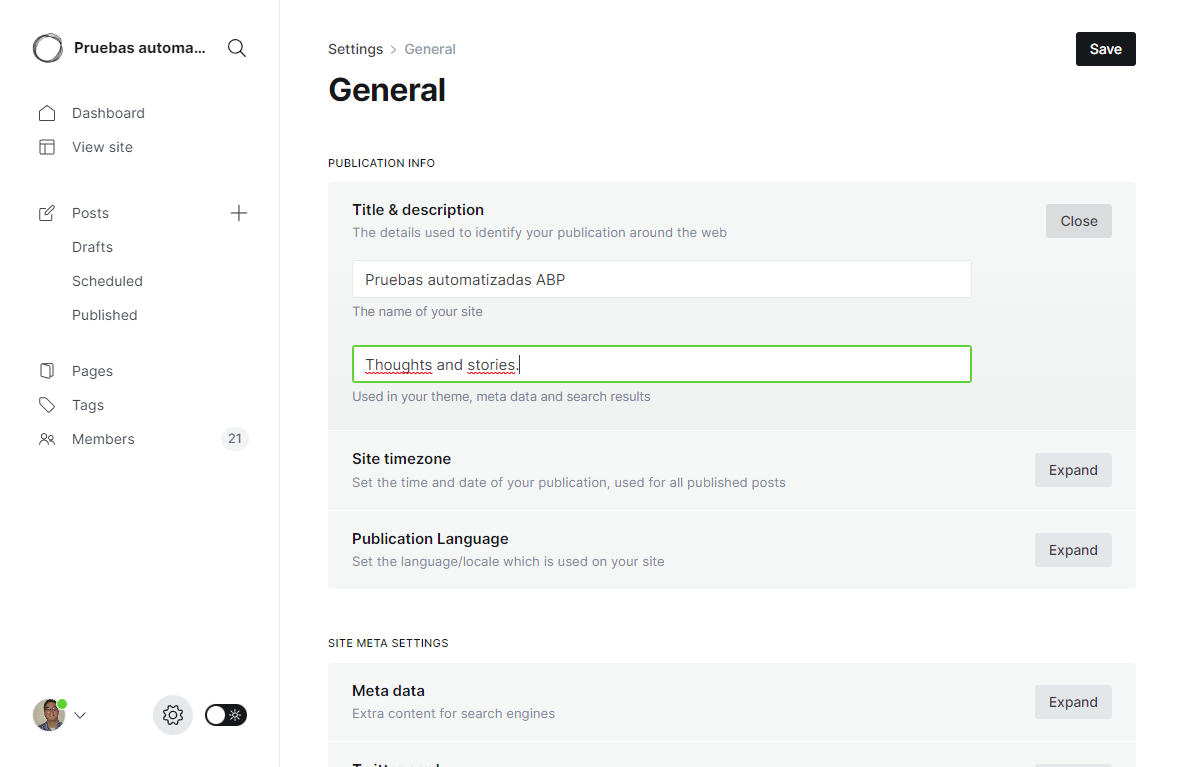 Pruebas automa...
Dashboard
View site
Posts
Drafts
Scheduled
Published
Pages
Tags
Members 21
Settings > General
Save
General
PUBLICATION INFO
Title & description
The details used to identify your publication around the web
Close
Pruebas automatizadas ABP
The name of your site
Thoughts and stories.
Used in your theme, meta data and search results
Site timezone
Set the time and date of your publication, used for all published posts
Expand
Publication Language
Set the language/locale which is used on your site
Expand
SITE META SETTINGS
Meta data
Extra content for search engines
Expand